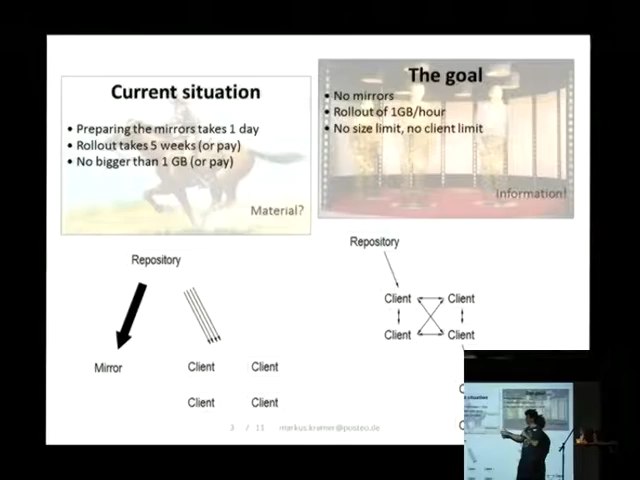 Current situation
• Preparing the mirrors takes 1 day
• Rollout takes 5 weeks (or pay)
• No bigger than 1 GB (or pay)
Material?
The goal
• No mirrors
• Rollout of 1GB/hour
• No size limit, no client limit
Information!
Repository
Mirror
Client Client
Client Client
Repository
Client Client
Client Client
3 / 11 markus.kramer@posteo.de